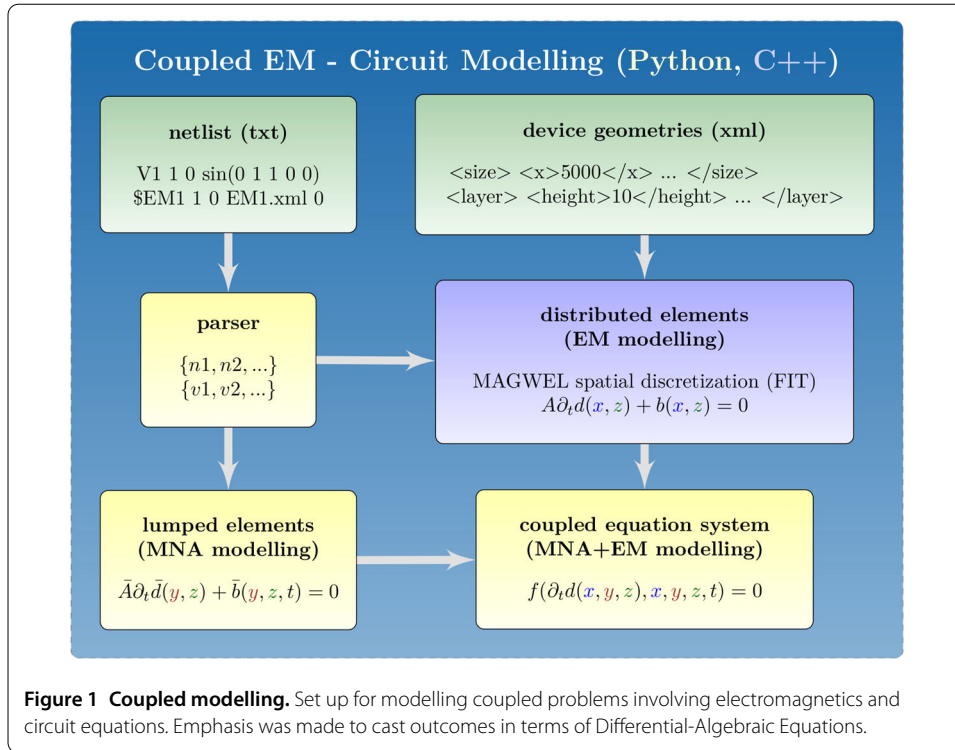 Coupled EM - Circuit Modelling (Python, C++)
netlist (txt)
V1 1 0 sin(0 1 1 0 0)
$EM1 1 0 EM1.xml 0
device geometries (xml)
<size> <x>5000</x> ... </size>
<layer> <height>10</height> ... </layer>
parser
{n1, n2, ...}
{v1, v2, ...}
distributed elements
(EM modelling)
MAGWEL spatial discretization (FIT)
A∂ₜd(x, z) + b(x, z) = 0
lumped elements
(MNA modelling)
Ā∂ₜd̄(y, z) + b̄(y, z, t) = 0
coupled equation system
(MNA+EM modelling)
f(∂ₜd(x, y, z), x, y, z, t) = 0
Figure 1 Coupled modelling. Set up for modelling coupled problems involving electromagnetics and
circuit equations. Emphasis was made to cast outcomes in terms of Differential-Algebraic Equations.